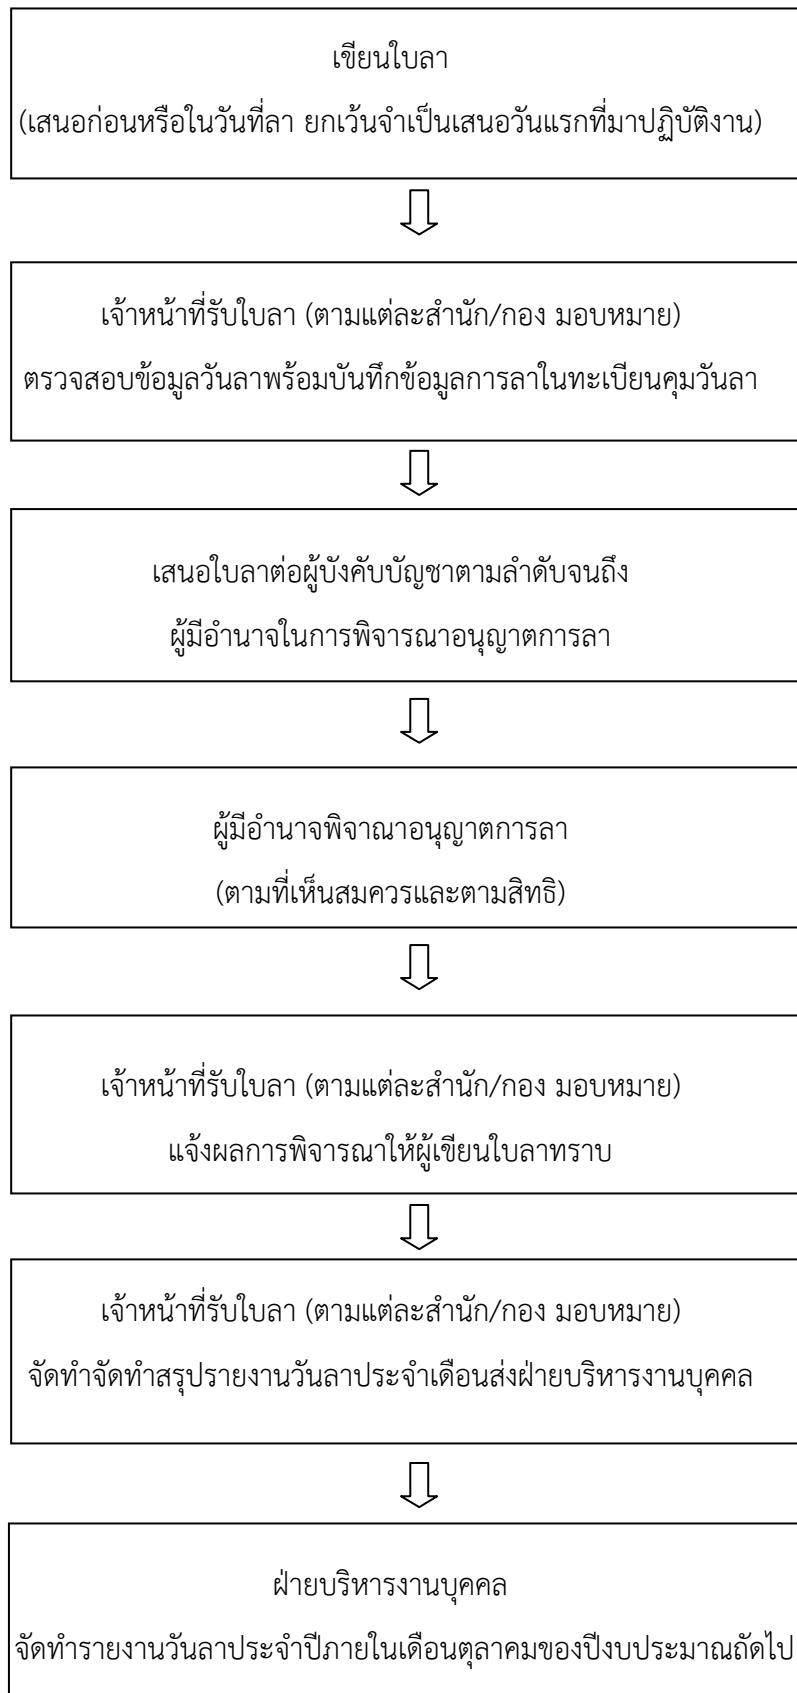 เขียนใบลา
(เสนอก่อนหรือในวันที่ลา ยกเว้นจำเป็นเสนอวันแรกที่มาปฏิบัติงาน)
เจ้าหน้าที่รับใบลา (ตามแต่ละสำนัก/กอง มอบหมาย)
ตรวจสอบข้อมูลวันลาพร้อมบันทึกข้อมูลการลาในทะเบียนคุมวันลา
เสนอใบลาต่อผู้บังคับบัญชาตามลำดับจนถึง
ผู้มีอำนาจในการพิจารณาอนุญาตการลา
ผู้มีอำนาจพิจาณาอนุญาตการลา
(ตามที่เห็นสมควรและตามสิทธิ)
เจ้าหน้าที่รับใบลา (ตามแต่ละสำนัก/กอง มอบหมาย)
แจ้งผลการพิจารณาให้ผู้เขียนใบลาทราบ
เจ้าหน้าที่รับใบลา (ตามแต่ละสำนัก/กอง มอบหมาย)
จัดทำจัดทำสรุปรายงานวันลาประจำเดือนส่งฝ่ายบริหารงานบุคคล
ฝ่ายบริหารงานบุคคล
จัดทำรายงานวันลาประจำปีภายในเดือนตุลาคมของปีงบประมาณถัดไป